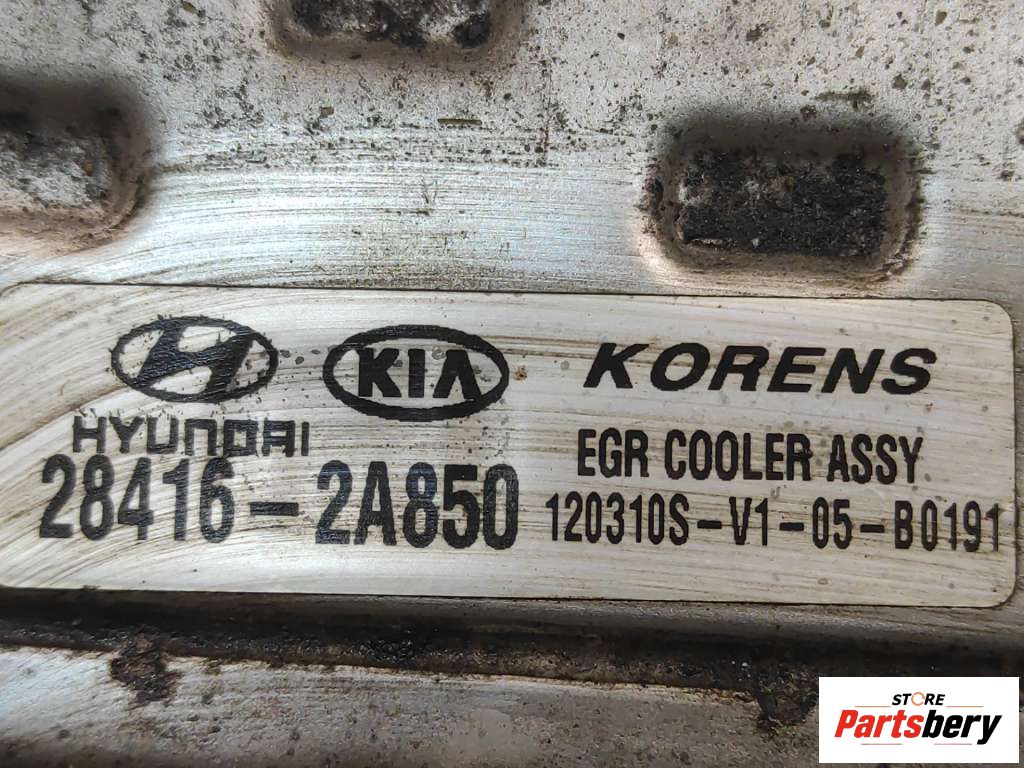 HYUNDAI
KIA
KORENS
28416-2A850
EGR COOLER ASSY
120310S-V1-05-B0191
STORE
Partsbery